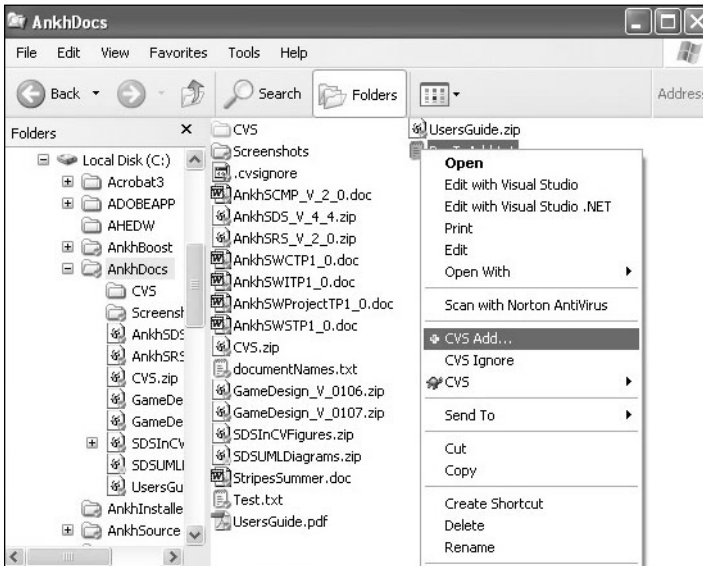 AnkhDocs
File Edit View Favorites Tools Help
Back Search Folders Address
Folders
Local Disk (C:)
Acrobat3
ADOBEAPP
AHEDW
AnkhBoost
AnkhDocs
CVS
Screensh
AnkhSDS
AnkhSRS
CVS.zip
GameDe
GameDe
SDSInCV
SDSUML
UsersGu
AnkhInstalle
AnkhSource
CVS
Screenshots
.cvsignore
AnkhSCMP_V_2_0.doc
AnkhSDS_V_4_4.zip
AnkhSRS_V_2_0.zip
AnkhSWCTP1_0.doc
AnkhSWITP1_0.doc
AnkhSWProjectTP1_0.doc
AnkhSWSTP1_0.doc
CVS.zip
documentNames.txt
GameDesign_V_0106.zip
GameDesign_V_0107.zip
SDSInCVFigures.zip
SDSUMLDiagrams.zip
StripesSummer.doc
Test.txt
UsersGuide.pdf
UsersGuide.zip
Open
Edit with Visual Studio
Edit with Visual Studio .NET
Print
Edit
Open With
Scan with Norton AntiVirus
CVS Add...
CVS Ignore
CVS
Send To
Cut
Copy
Create Shortcut
Delete
Rename